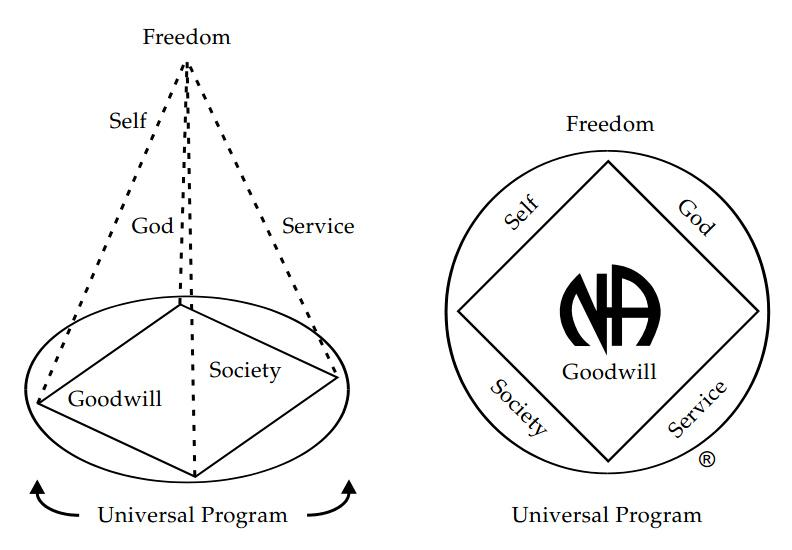 Freedom
Self
God
Service
Society
Goodwill
Universal Program
Freedom
Self
God
NA
Goodwill
Society
Service
®
Universal Program